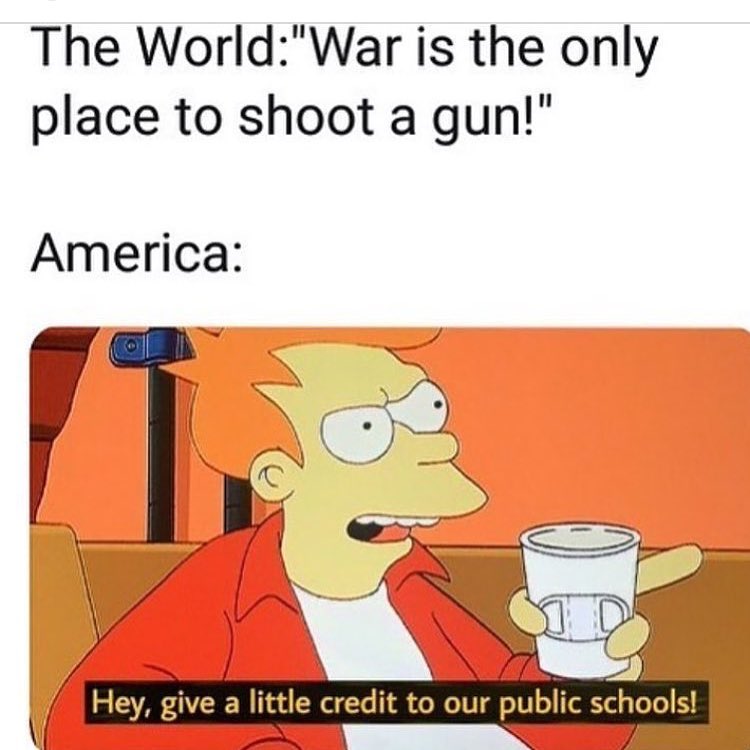 The World:"War is the only
place to shoot a gun!"
America:
Hey, give a little credit to our public schools!